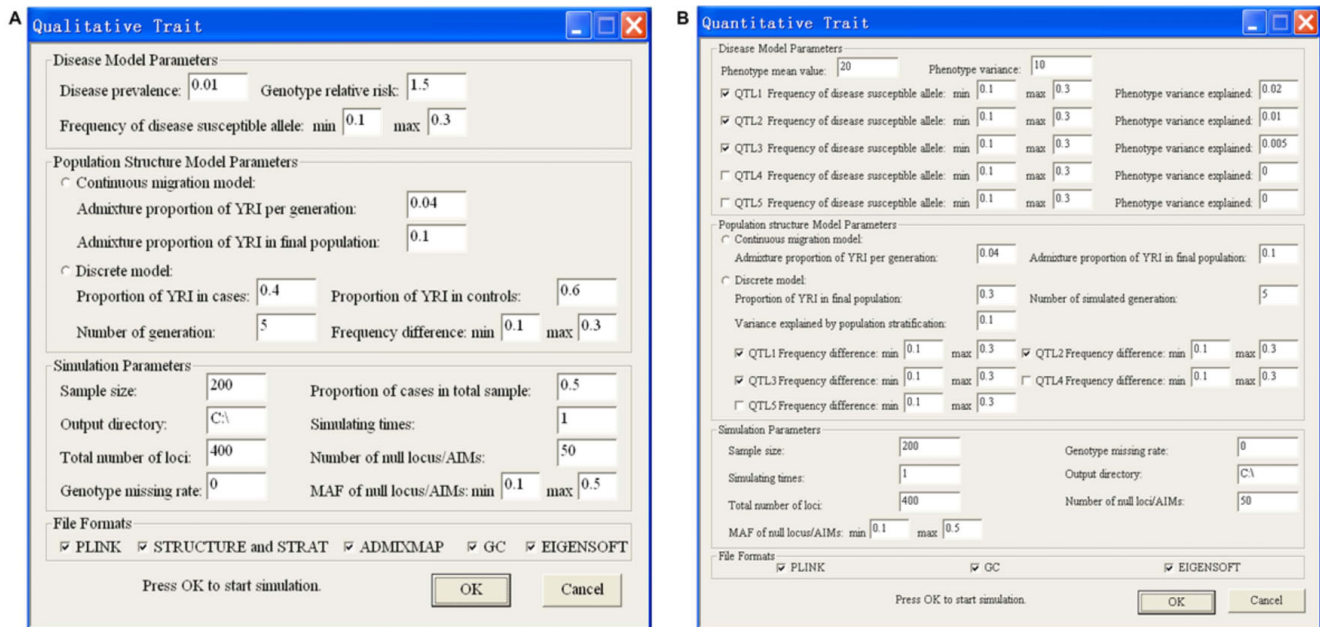 A
Qualitative Trait
Disease Model Parameters
Disease prevalence: 0.01 Genotype relative risk: 1.5
Frequency of disease susceptible allele: min 0.1 max 0.3
Population Structure Model Parameters
Continuous migration model:
Admixture proportion of YRI per generation: 0.04
Admixture proportion of YRI in final population: 0.1
Discrete model:
Proportion of YRI in cases: 0.4 Proportion of YRI in controls: 0.6
Number of generation: 5 Frequency difference: min 0.1 max 0.3
Simulation Parameters
Sample size: 200 Proportion of cases in total sample: 0.5
Output directory: C:\ Simulating times: 1
Total number of loci: 400 Number of null locus/AIMs: 50
Genotype missing rate: 0 MAF of null locus/AIMs: min 0.1 max 0.5
File Formats
PLINK STRUCTURE and STRAT ADMIXMAP GC EIGENSOFT
Press OK to start simulation. OK Cancel
B
Quantitative Trait
Disease Model Parameters
Phenotype mean value: 20 Phenotype variance: 10
QTL1 Frequency of disease susceptible allele: min 0.1 max 0.3 Phenotype variance explained: 0.02
QTL2 Frequency of disease susceptible allele: min 0.1 max 0.3 Phenotype variance explained: 0.01
QTL3 Frequency of disease susceptible allele: min 0.1 max 0.3 Phenotype variance explained: 0.005
QTL4 Frequency of disease susceptible allele: min 0.1 max 0.3 Phenotype variance explained: 0
QTL5 Frequency of disease susceptible allele: min 0.1 max 0.3 Phenotype variance explained: 0
Population structure Model Parameters
Continuous migration model:
Admixture proportion of YRI per generation: 0.04 Admixture proportion of YRI in final population: 0.1
Discrete model:
Proportion of YRI in final population: 0.3 Number of simulated generation: 5
Variance explained by population stratification: 0.1
QTL1 Frequency difference: min 0.1 max 0.3 QTL2 Frequency difference: min 0.1 max 0.3
QTL3 Frequency difference: min 0.1 max 0.3 QTL4 Frequency difference: min 0.1 max 0.3
QTL5 Frequency difference: min 0.1 max 0.3
Simulation Parameters
Sample size: 200 Genotype missing rate: 0
Simulating times: 1 Output directory: C:\
Total number of loci: 400 Number of null loci/AIMs: 50
MAF of null locus/AIMs: min 0.1 max 0.5
File Formats
PLINK GC EIGENSOFT
Press OK to start simulation. OK Cancel